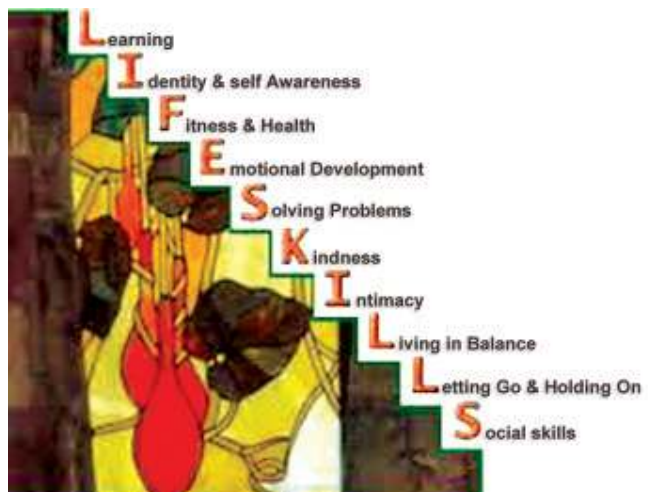 Learning
Identity & self Awareness
Fitness & Health
Emotional Development
Solving Problems
Kindness
Intimacy
Living in Balance
Letting Go & Holding On
Social skills